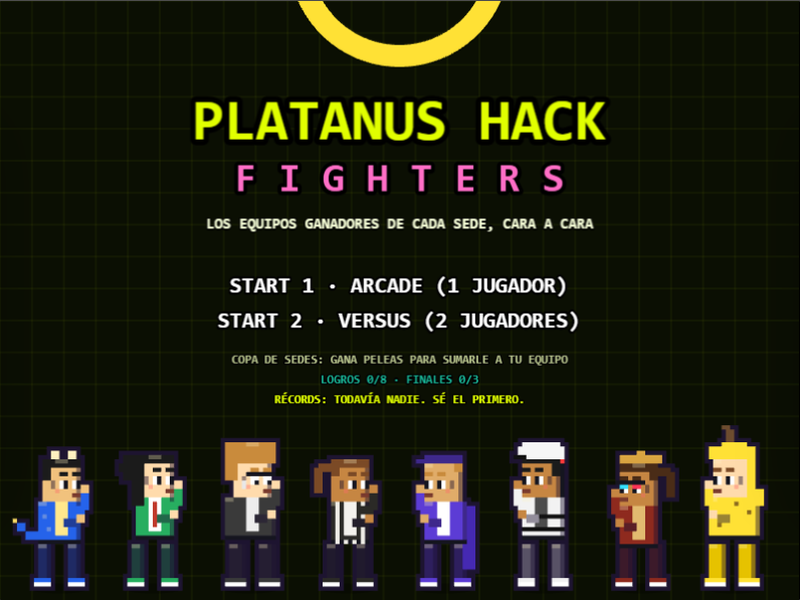 PLATANUS HACK
FIGHTERS
LOS EQUIPOS GANADORES DE CADA SEDE, CARA A CARA
START 1 · ARCADE (1 JUGADOR)
START 2 · VERSUS (2 JUGADORES)
COPA DE SEDES: GANA PELEAS PARA SUMARLE A TU EQUIPO
LOGROS 0/8 · FINALES 0/3
RÉCORDS: TODAVÍA NADIE. SÉ EL PRIMERO.